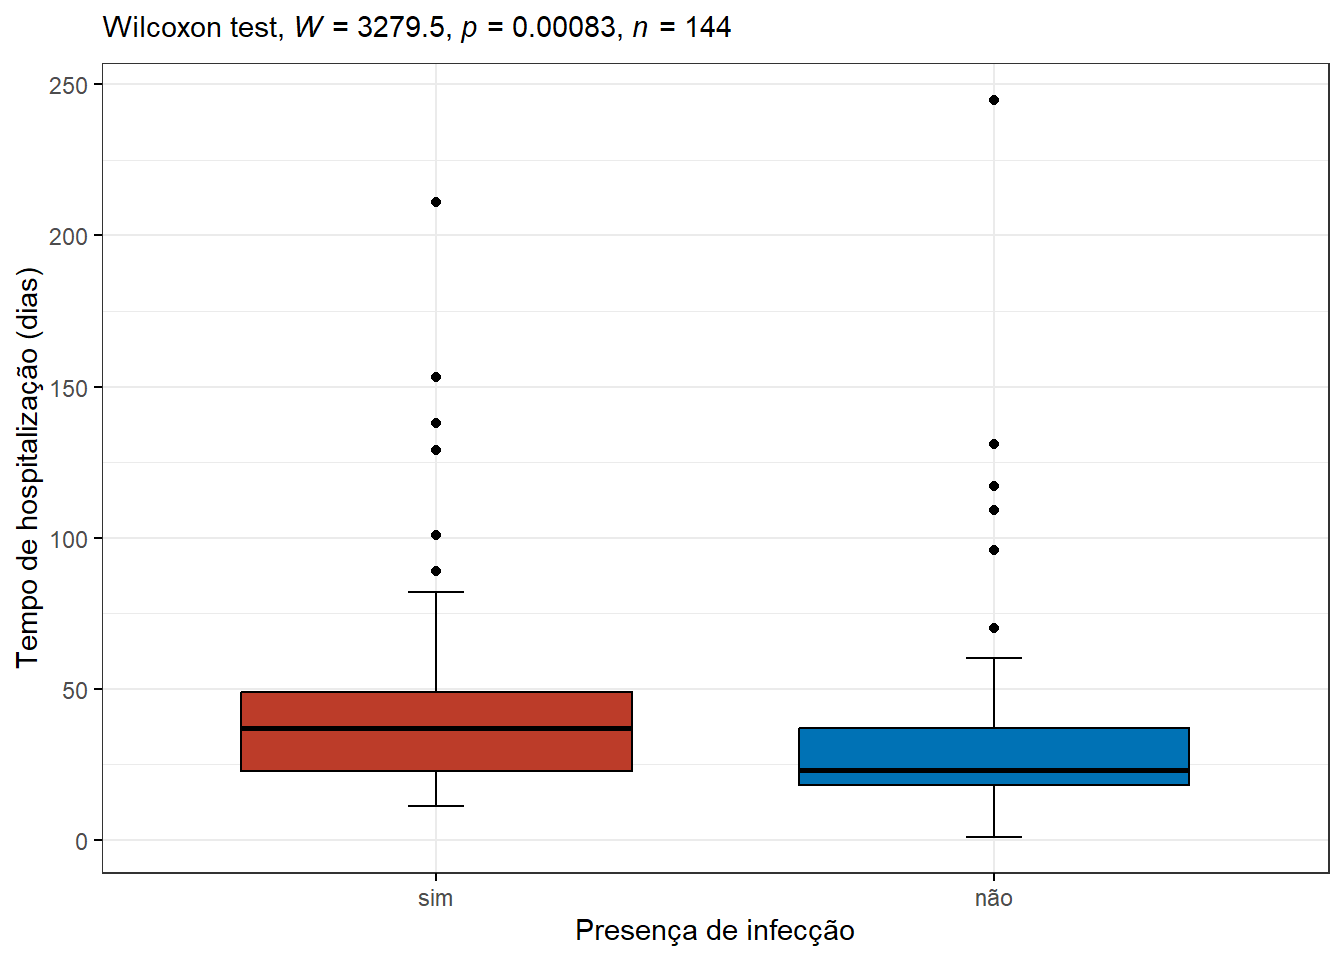 Wilcoxon test, W = 3279.5, p = 0.00083, n = 144
Tempo de hospitalização (dias)
250
200
150
100
50
0
sim não
Presença de infecção